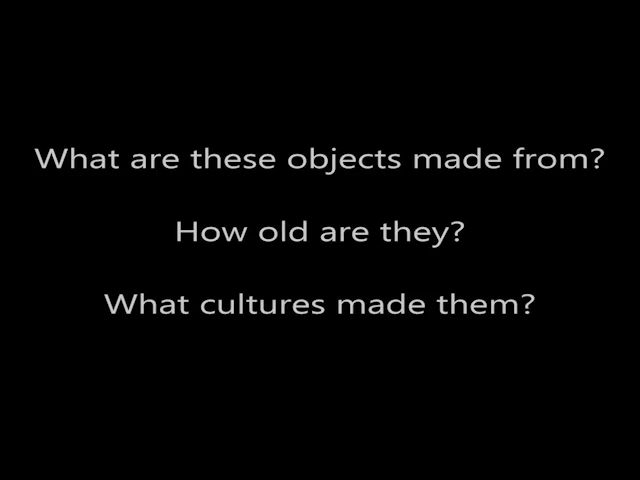 What are these objects made from?
How old are they?
What cultures made them?